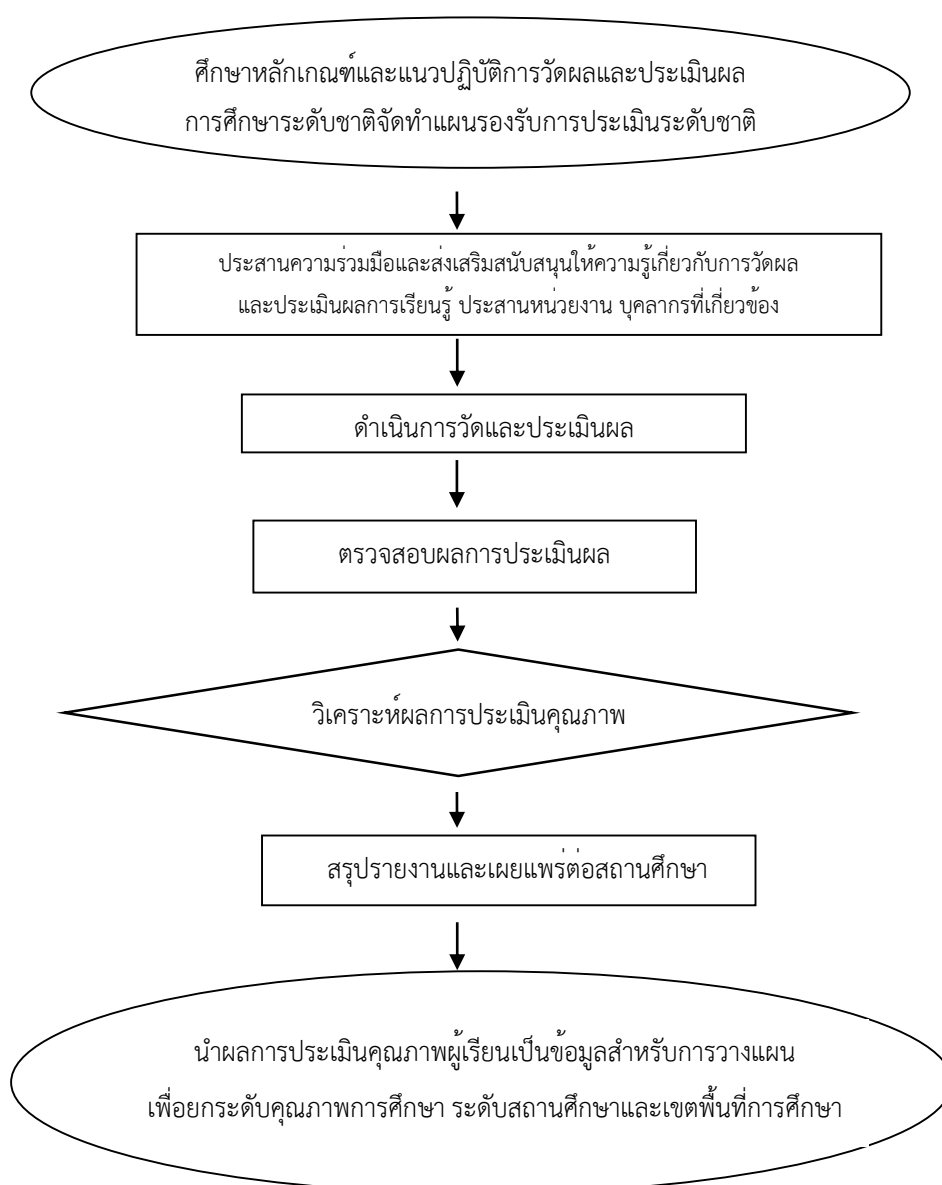 ศึกษาหลักเกณฑ์และแนวปฏิบัติการวัดผลและประเมินผล
การศึกษาระดับชาติจัดทำแผนรองรับการประเมินระดับชาติ
ประสานความร่วมมือและส่งเสริมสนับสนุนให้ความรู้เกี่ยวกับการวัดผล
และประเมินผลการเรียนรู้ ประสานหน่วยงาน บุคลากรที่เกี่ยวข้อง
ดำเนินการวัดและประเมินผล
ตรวจสอบผลการประเมินผล
วิเคราะห์ผลการประเมินคุณภาพ
สรุปรายงานและเผยแพร่ต่อสถานศึกษา
นำผลการประเมินคุณภาพผู้เรียนเป็นข้อมูลสำหรับการวางแผน
เพื่อยกระดับคุณภาพการศึกษา ระดับสถานศึกษาและเขตพื้นที่การศึกษา